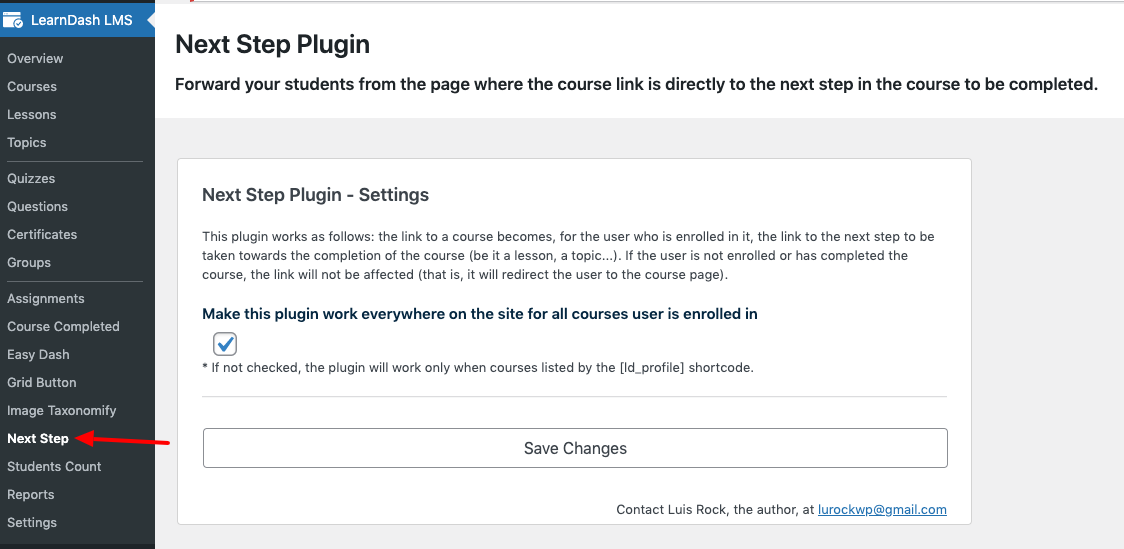 LearnDash LMS
Overview
Courses
Lessons
Topics
Quizzes
Questions
Certificates
Groups
Assignments
Course Completed
Easy Dash
Grid Button
Image Taxonomify
Next Step
Students Count
Reports
Settings
Next Step Plugin
Forward your students from the page where the course link is directly to the next step in the course to be completed.
Next Step Plugin - Settings
This plugin works as follows: the link to a course becomes, for the user who is enrolled in it, the link to the next step to be
taken towards the completion of the course (be it a lesson, a topic...). If the user is not enrolled or has completed the
course, the link will not be affected (that is, it will redirect the user to the course page).
Make this plugin work everywhere on the site for all courses user is enrolled in
* If not checked, the plugin will work only when courses listed by the [ld_profile] shortcode.
Save Changes
Contact Luis Rock, the author, at lurockwp@gmail.com